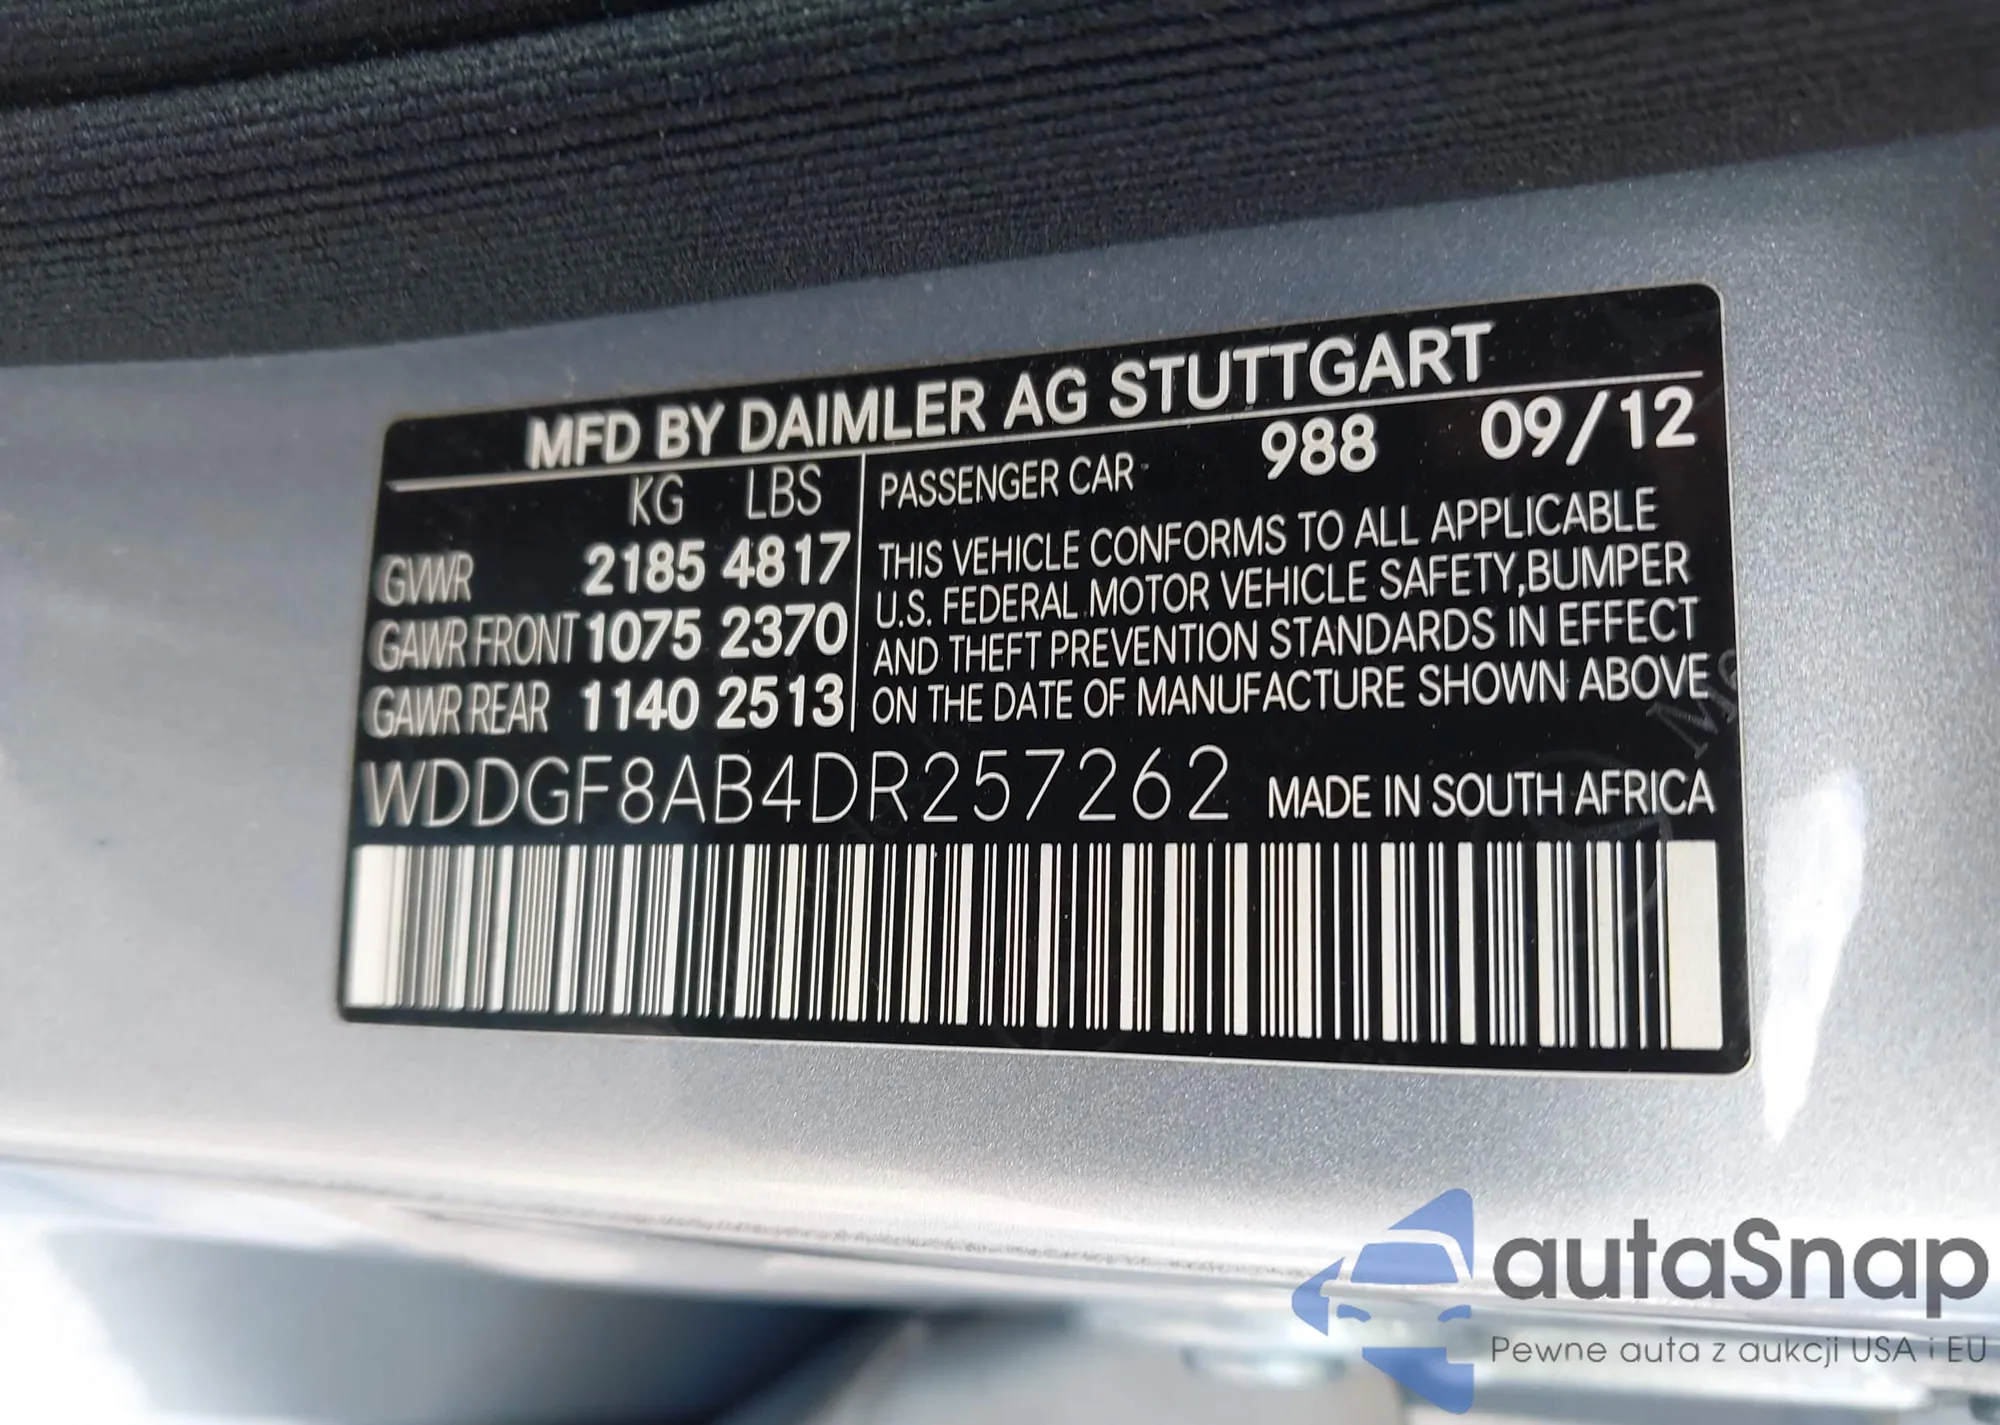 MFD BY DAIMLER AG STUTTGART
KG LBS
GVWR 2185 4817
GAWR FRONT 1075 2370
GAWR REAR 1140 2513
PASSENGER CAR 988 09/12
THIS VEHICLE CONFORMS TO ALL APPLICABLE
U.S. FEDERAL MOTOR VEHICLE SAFETY,BUMPER
AND THEFT PREVENTION STANDARDS IN EFFECT
ON THE DATE OF MANUFACTURE SHOWN ABOVE
WDDGF8AB4DR257262 MADE IN SOUTH AFRICA
autaSnap
Pewne auta z aukcji USA i EU